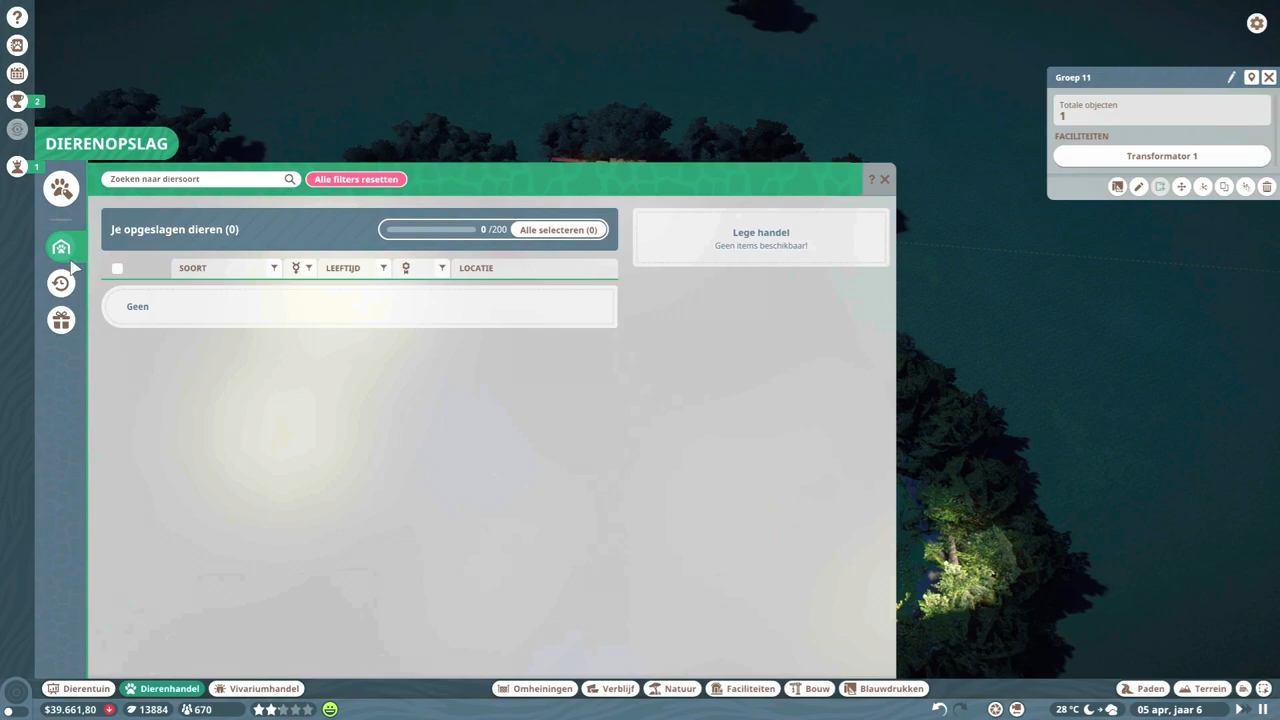 ?
Groep 11
Totale objecten
1
FACILITEITEN
Transformator 1
2
1
DIERENOPSLAG
Zoeken naar diersoort
Alle filters resetten
?
Je opgeslagen dieren (0)
0 /200
Alle selecteren (0)
SOORT
LEEFTIJD
LOCATIE
Geen
Lege handel
Geen items beschikbaar!
Dierentuin
Dierenhandel
Vivariumhandel
Omheiningen
Verblijf
Natuur
Faciliteiten
Bouw
Blauwdrukken
Paden
Terrein
$39.661,80
13884
670
28 °C
05 apr, jaar 6